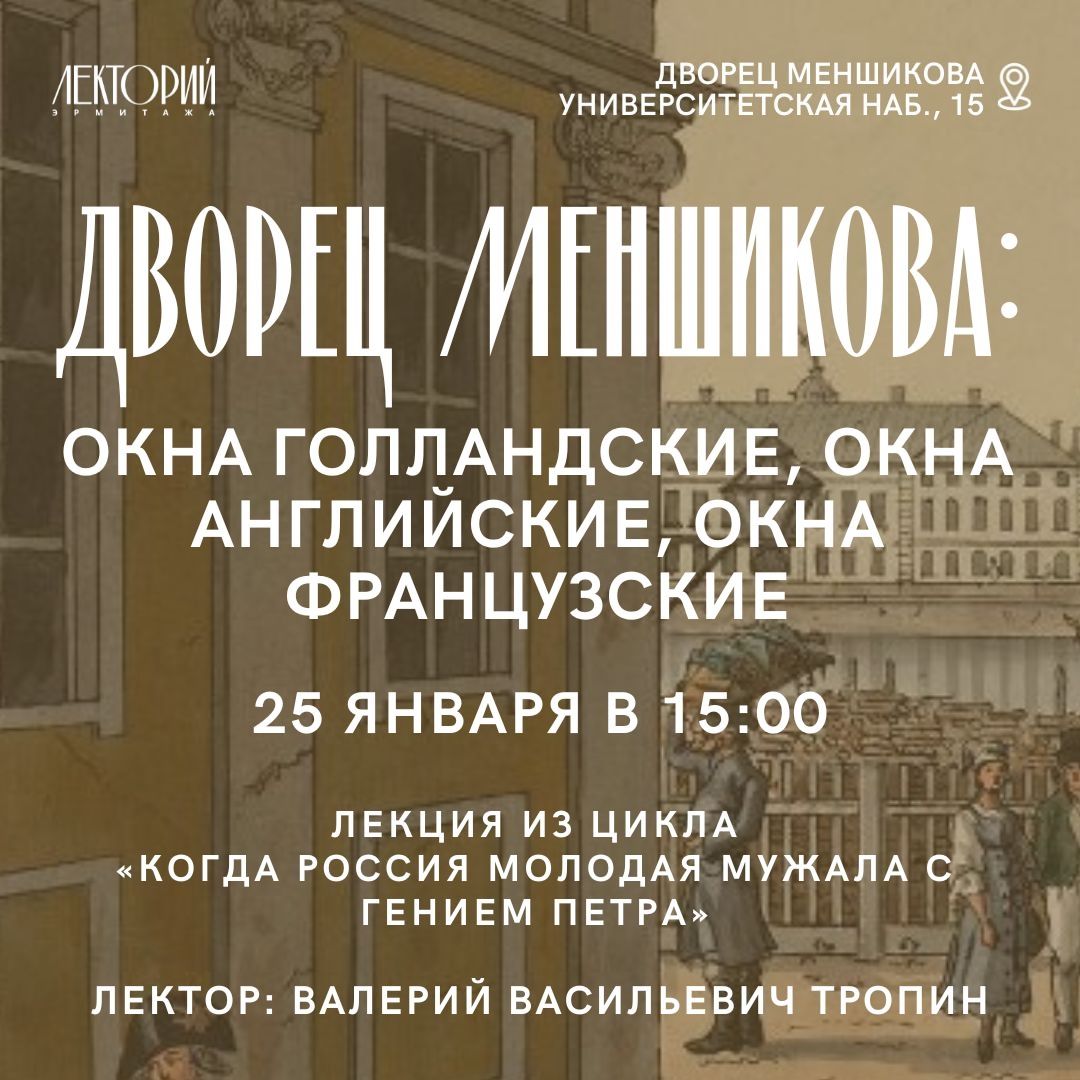 ЛЕКТОРИЙ
ЭРМИТАЖА
ДВОРЕЦ МЕНШИКОВА
УНИВЕРСИТЕТСКАЯ НАБ., 15
ДВОРЕЦ МЕНШИКОВА:
ОКНА ГОЛЛАНДСКИЕ, ОКНА
АНГЛИЙСКИЕ, ОКНА
ФРАНЦУЗСКИЕ
25 ЯНВАРЯ В 15:00
ЛЕКЦИЯ ИЗ ЦИКЛА
«КОГДА РОССИЯ МОЛОДАЯ МУЖАЛА С
ГЕНИЕМ ПЕТРА»
ЛЕКТОР: ВАЛЕРИЙ ВАСИЛЬЕВИЧ ТРОПИН